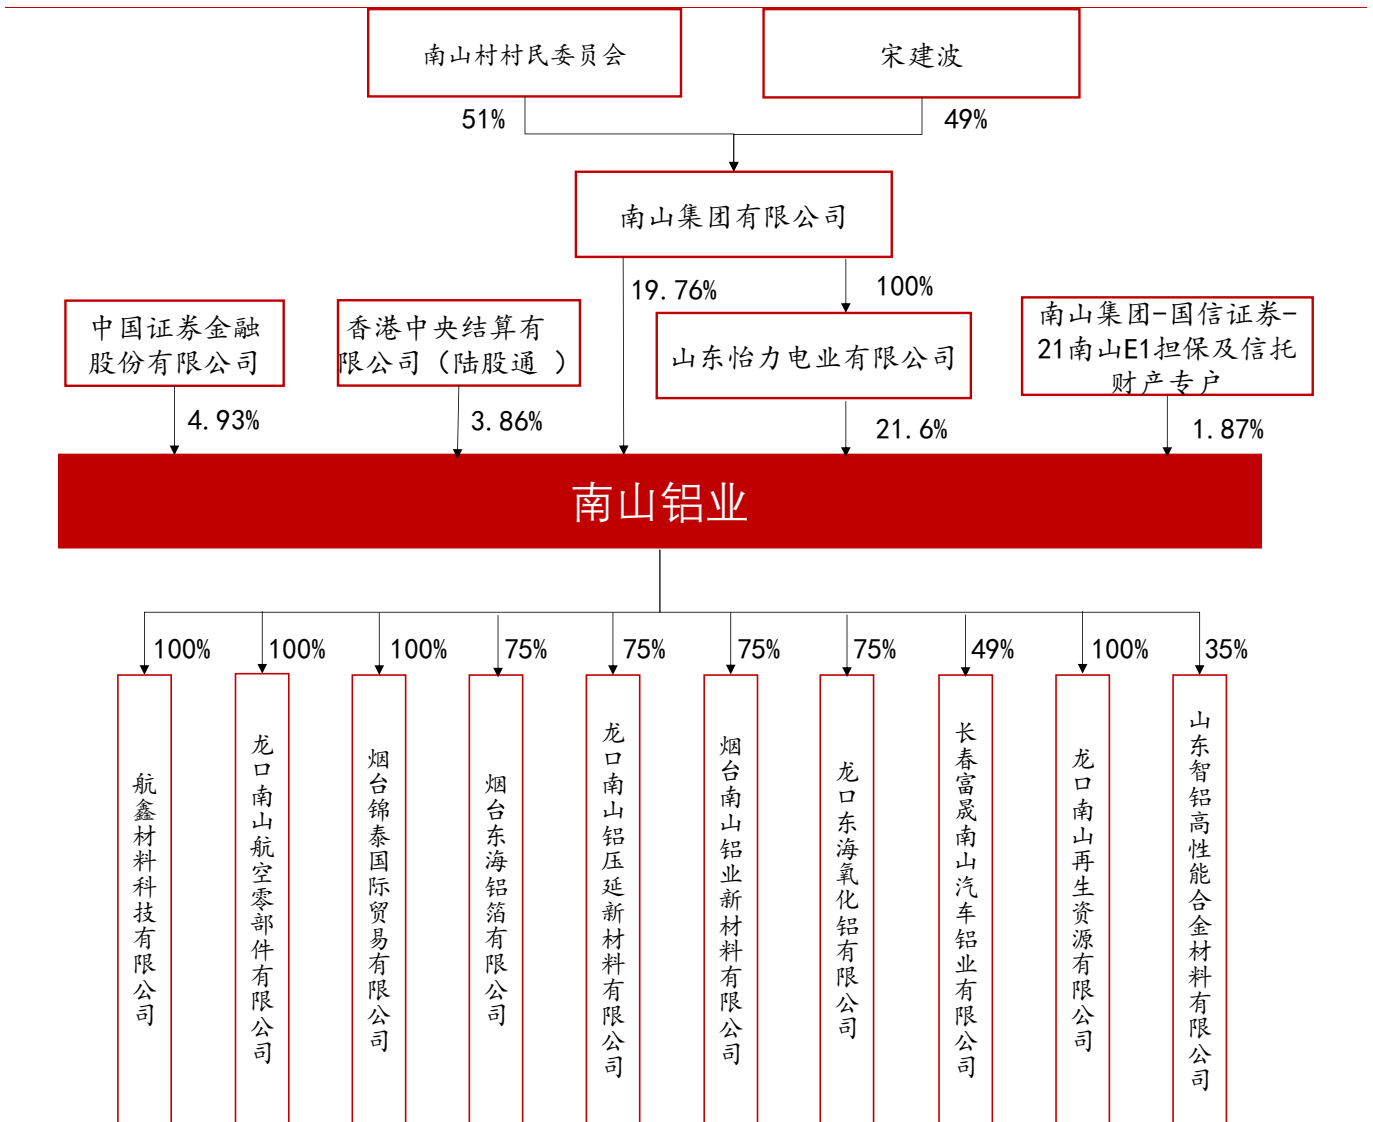 南山村村民委员会
宋建波
51%
49%
南山集团有限公司
19.76%
100%
中国证券金融
股份有限公司
香港中央结算有
限公司（陆股通 ）
山东怡力电业有限公司
南山集团-国信证券-
21南山E1担保及信托
财产专户
4.93%
3.86%
21.6%
1.87%
南山铝业
100%
100%
100%
75%
75%
75%
75%
49%
100%
35%
航鑫材料科技有限公司
龙口南山航空零部件有限公司
烟台锦泰国际贸易有限公司
烟台东海铝箔有限公司
龙口南山铝压延新材料有限公司
烟台南山铝业新材料有限公司
龙口东海氧化铝有限公司
长春富晟南山汽车铝业有限公司
龙口南山再生资源有限公司
山东智铝高性能合金材料有限公司